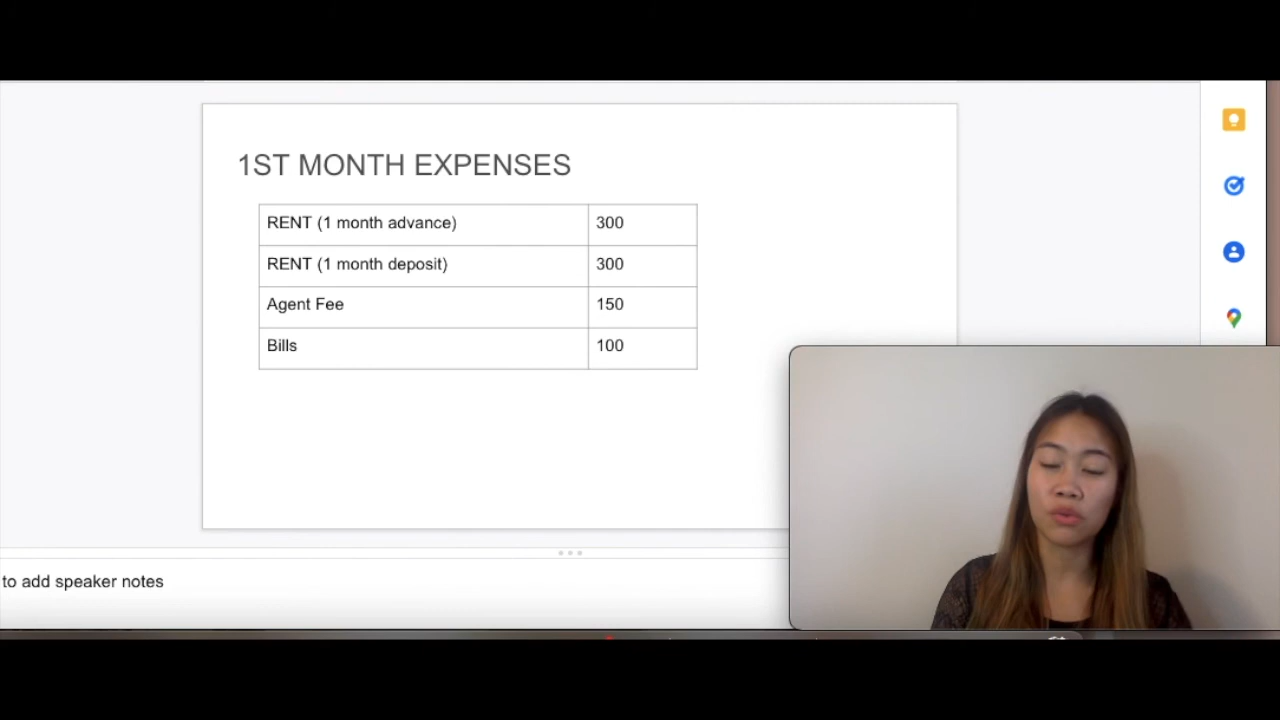 1ST MONTH EXPENSES
RENT (1 month advance) 300
RENT (1 month deposit) 300
Agent Fee 150
Bills 100
to add speaker notes